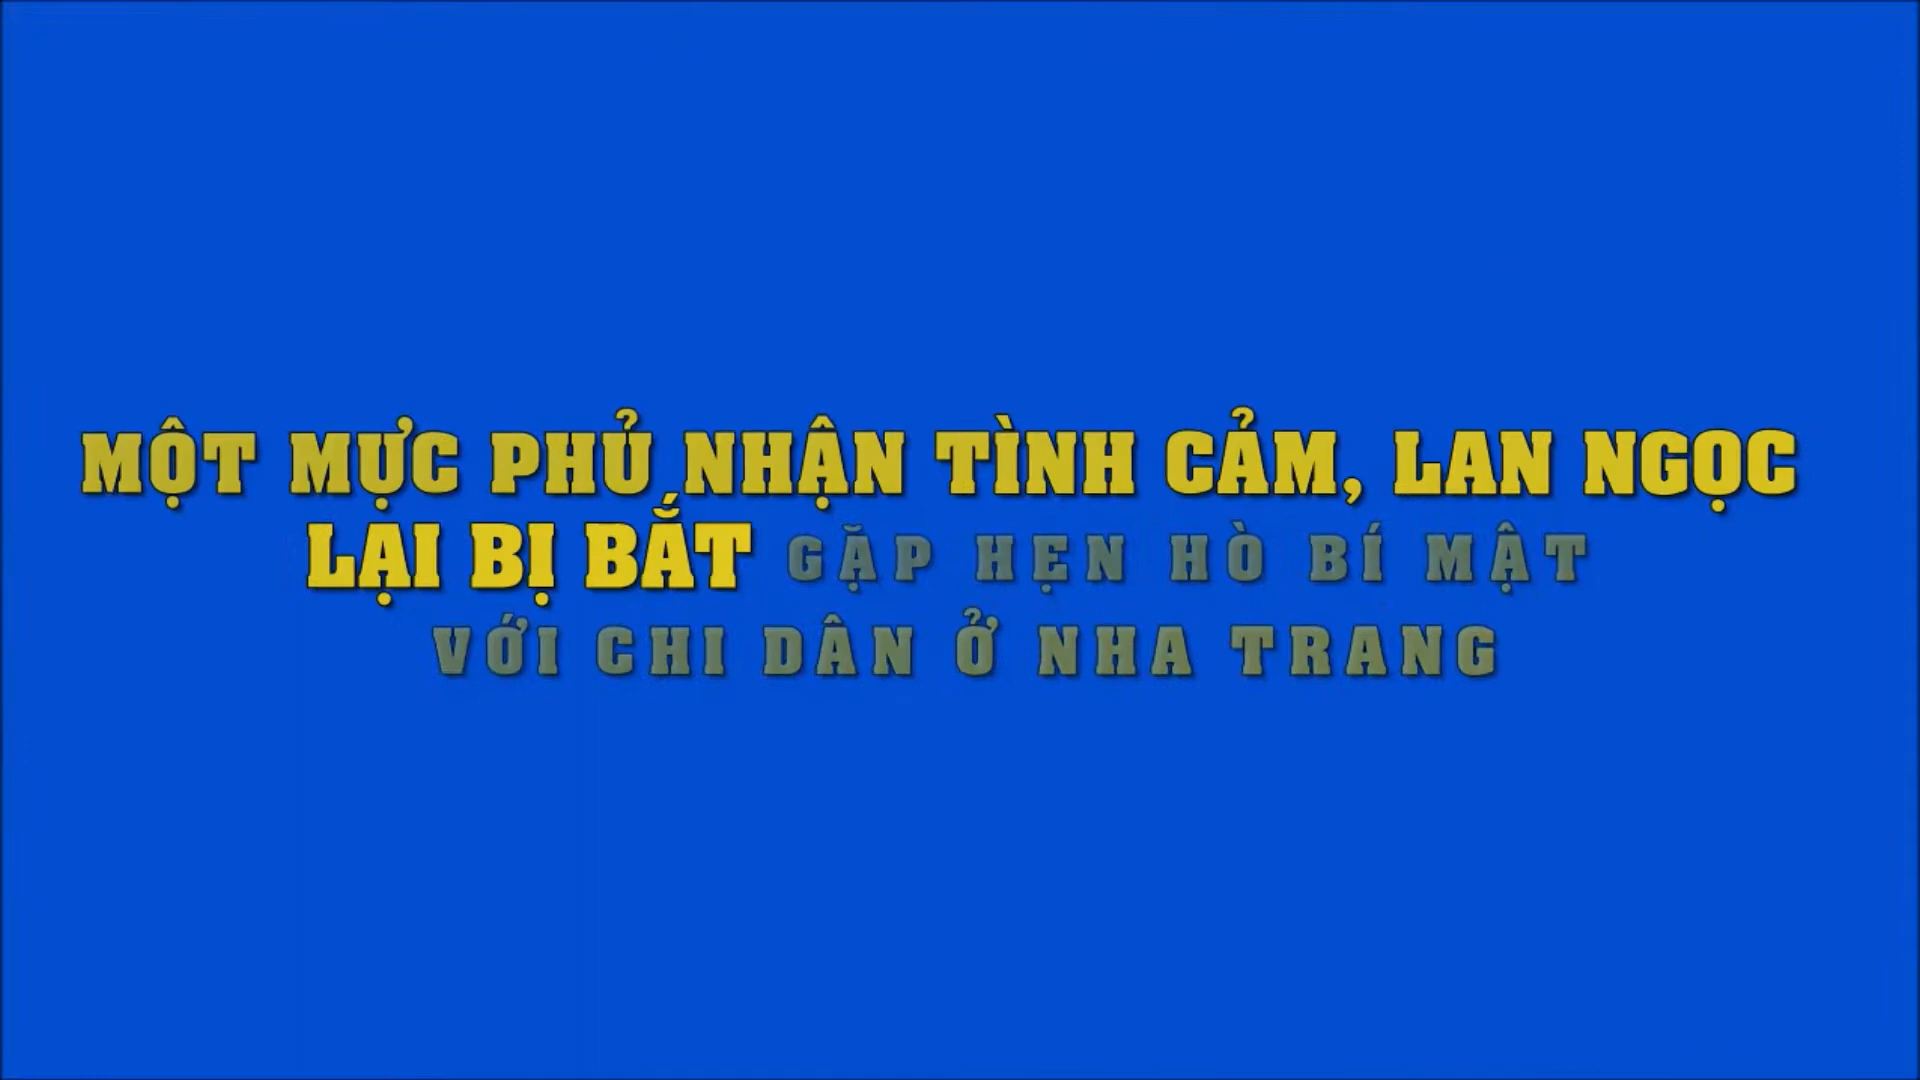 MỘT MỰC PHỦ NHẬN TÌNH CẢM, LAN NGỌC
LẠI BỊ BẮT GẶP HẸN HÒ BÍ MẬT
VỚI CHI DÂN Ở NHA TRANG